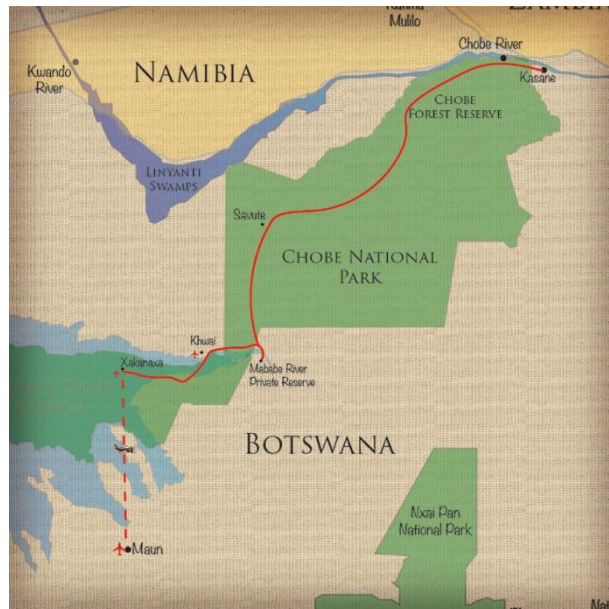 ZAMBIA
Mulilo
Kwando
River
NAMIBIA
Chobe River
Kasane
CHOBE
FOREST RESERVE
LINYANTI
SWAMPS
Savute
CHOBE NATIONAL
PARK
Khwai
Xakanaxa
Mababe River
Private Reserve
BOTSWANA
Nxai Pan
National Park
Maun